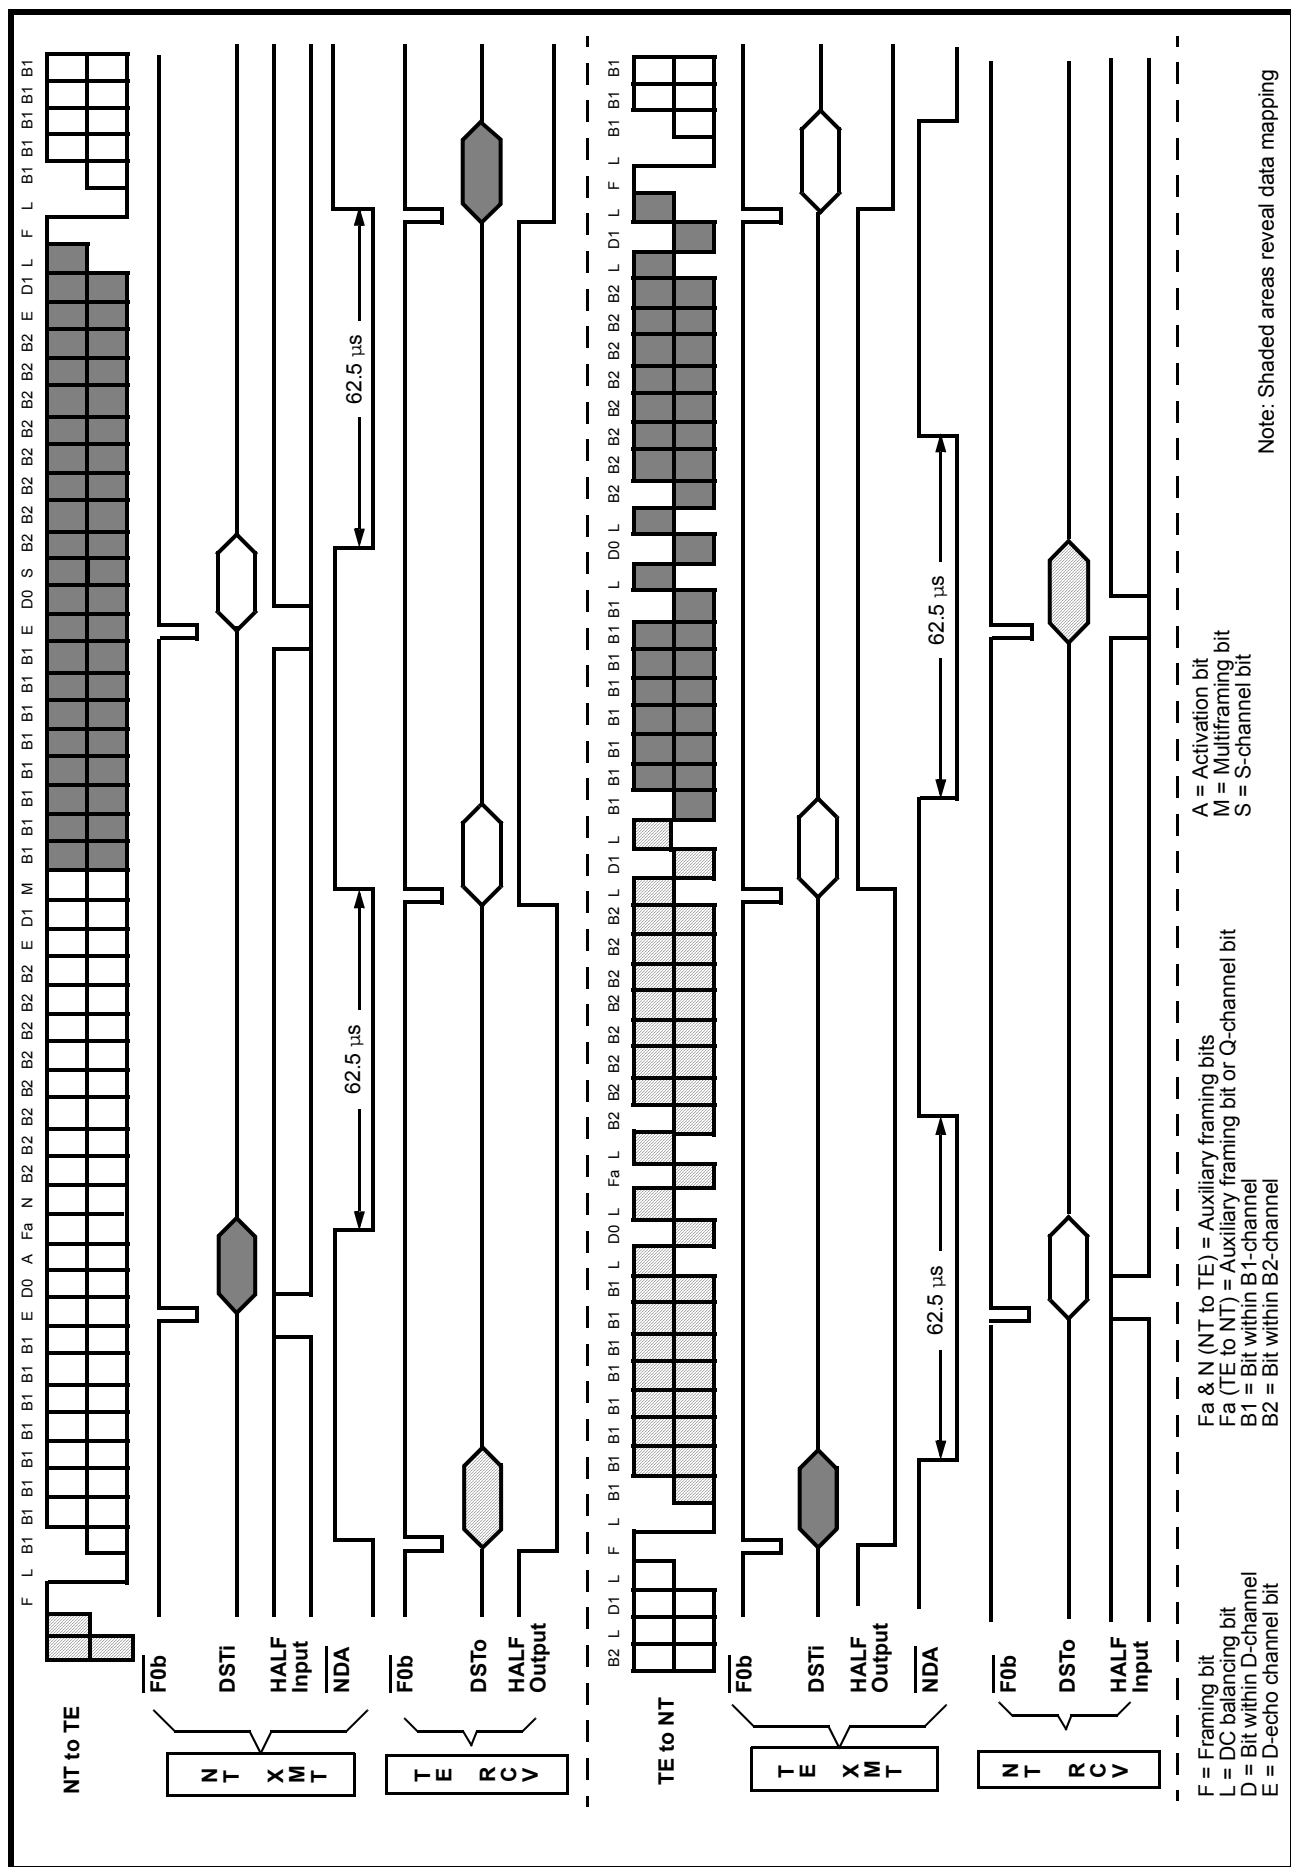 F L B1 B1 B1 B1 B1 B1 B1 B1 E D0 A Fa N B2 B2 B2 B2 B2 B2 B2 B2 E D1 M B1 B1 B1 B1 B1 B1 B1 B1 E D0 S B2 B2 B2 B2 B2 B2 B2 B2 E D1 L F L B1 B1 B1 B1 B1
NT to TE
NT XMT
F0b
DSTi
HALF
Input
NDA
62.5 µs
62.5 µs
TE RCV
F0b
DSTo
HALF
Output
B2 L D1 L F L B1 B1 B1 B1 B1 B1 B1 B1 L D0 L Fa L B2 B2 B2 B2 B2 B2 B2 B2 L D1 L B1 B1 B1 B1 B1 B1 B1 B1 L D0 L B2 B2 B2 B2 B2 B2 B2 B2 L D1 L F L B1 B1 B1
TE to NT
TE XMT
F0b
DSTi
HALF
Output
NDA
62.5 µs
62.5 µs
NT RCV
F0b
DSTo
HALF
Input
F = Framing bit
L = DC balancing bit
D = Bit within D-channel
E = D-echo channel bit
Fa & N (NT to TE) = Auxiliary framing bits
Fa (TE to NT) = Auxiliary framing bit or Q-channel bit
B1 = Bit within B1-channel
B2 = Bit within B2-channel
A = Activation bit
M = Multiframing bit
S = S-channel bit
Note: Shaded areas reveal data mapping